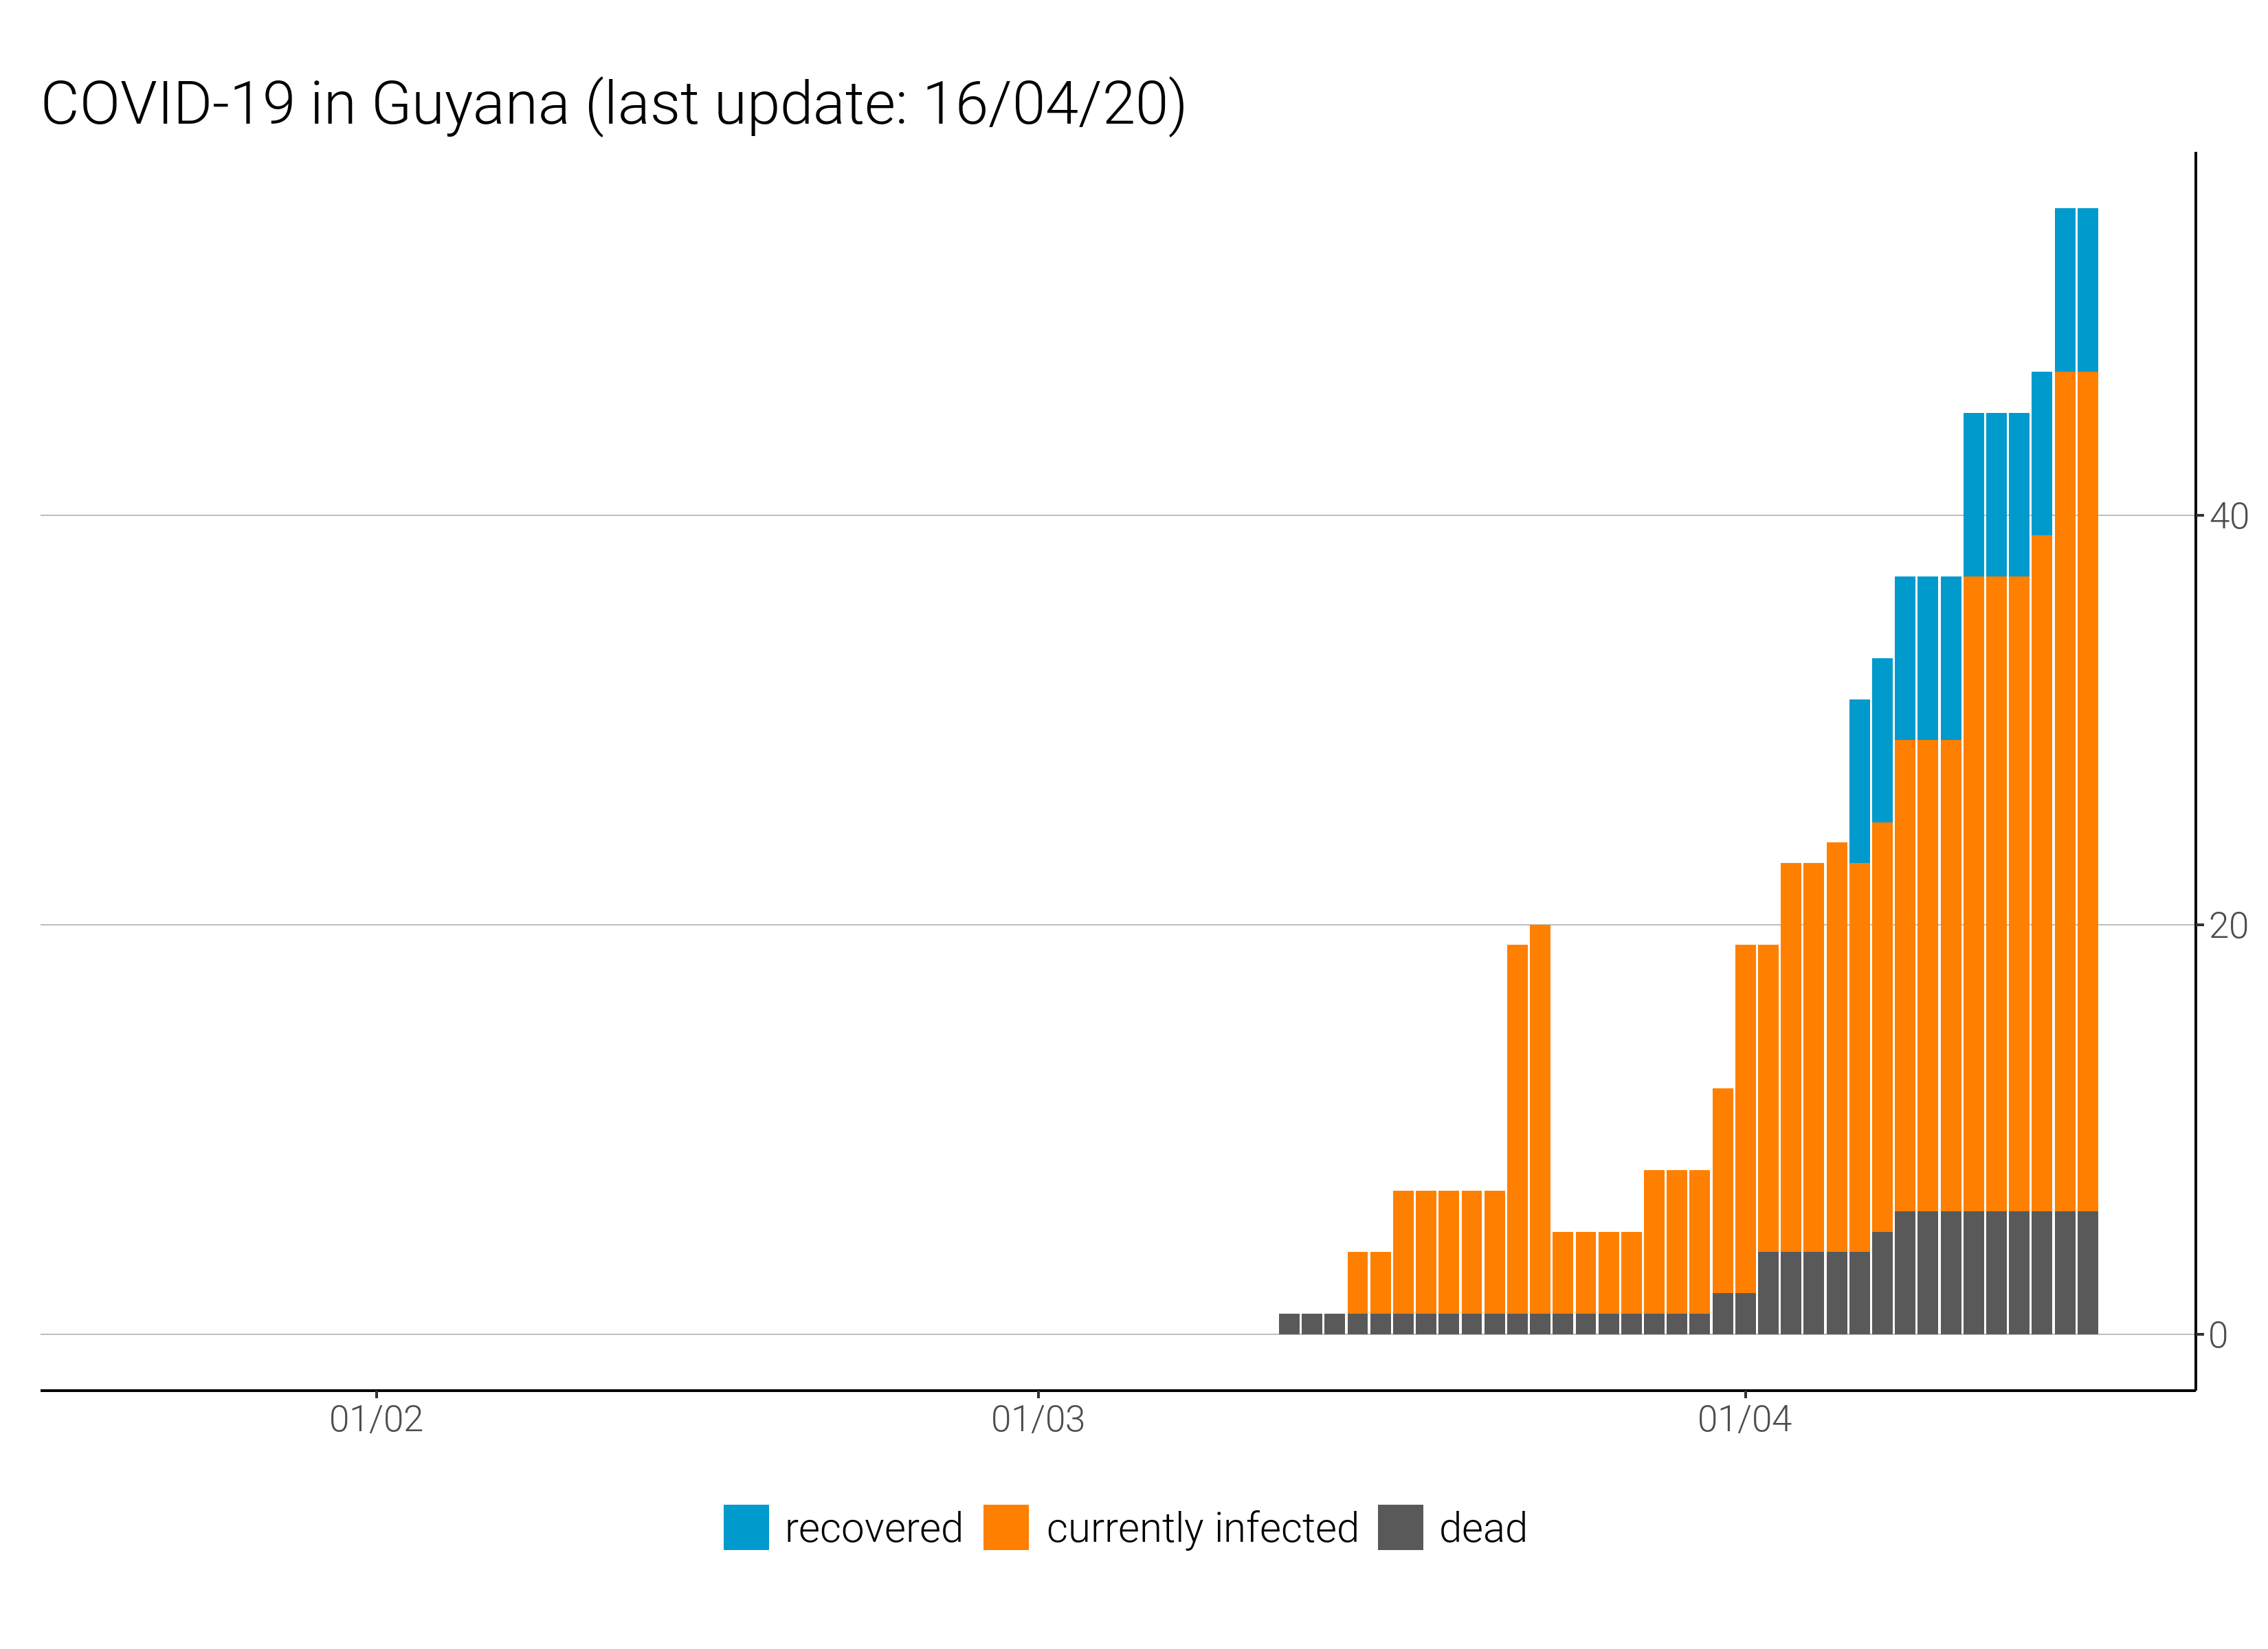 COVID-19 in Guyana (last update: 16/04/20)
40
20
0
01/02 01/03 01/04
recovered currently infected dead